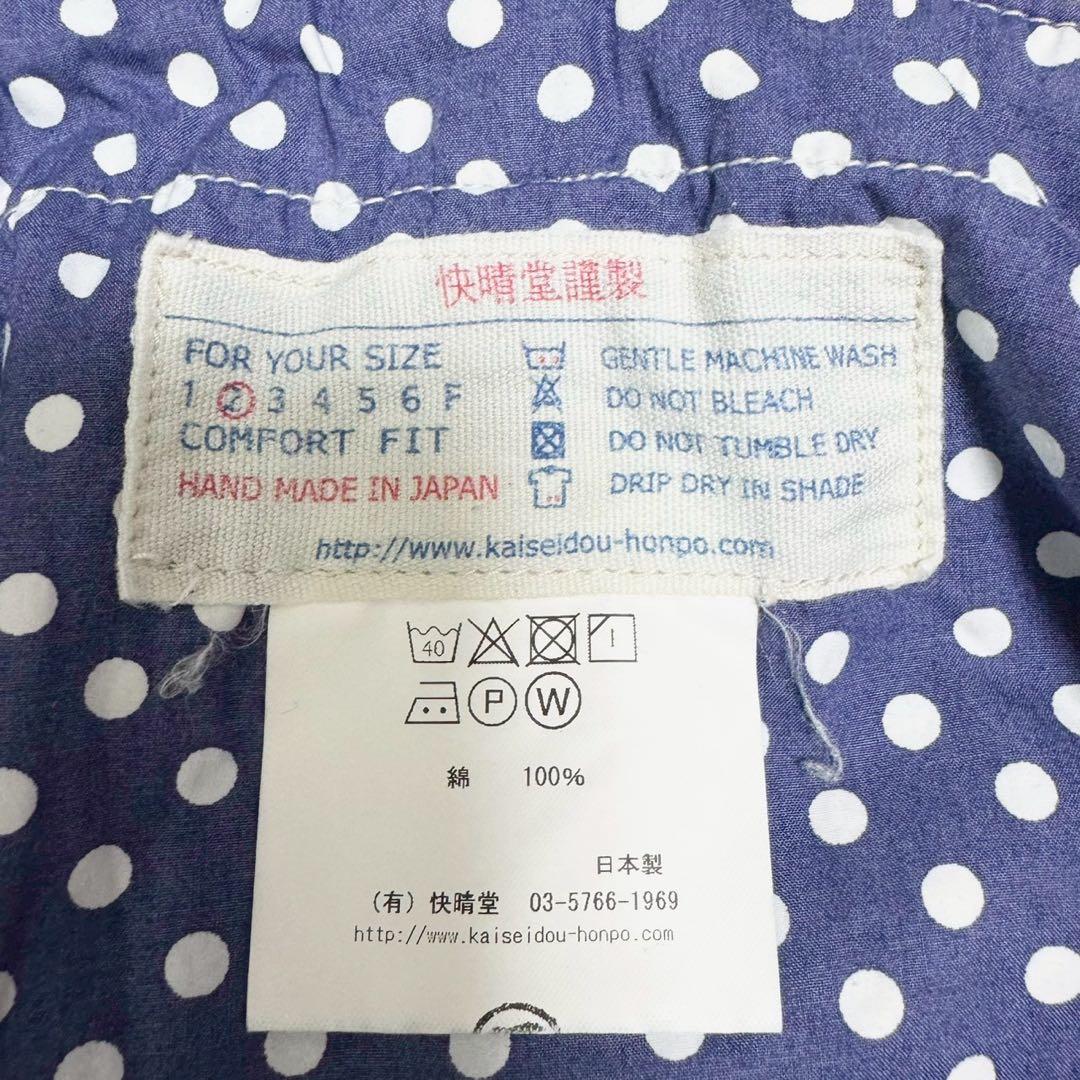 快晴堂謹製
FOR YOUR SIZE
1 2 3 4 5 6 F
COMFORT FIT
HAND MADE IN JAPAN
GENTLE MACHINE WASH
DO NOT BLEACH
DO NOT TUMBLE DRY
DRIP DRY IN SHADE
http://www.kaiseidou-honpo.com
40
P W
綿 100%
日本製
(有) 快晴堂 03-5766-1969
http://www.kaiseidou-honpo.com